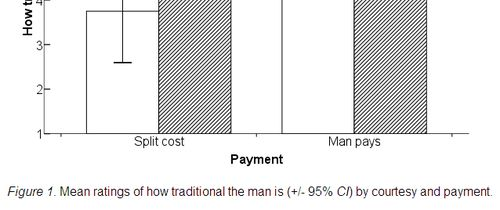 How
4
3
2
1
Split cost Man pays
Payment
Figure 1. Mean ratings of how traditional the man is (+/- 95% CI) by courtesy and payment.